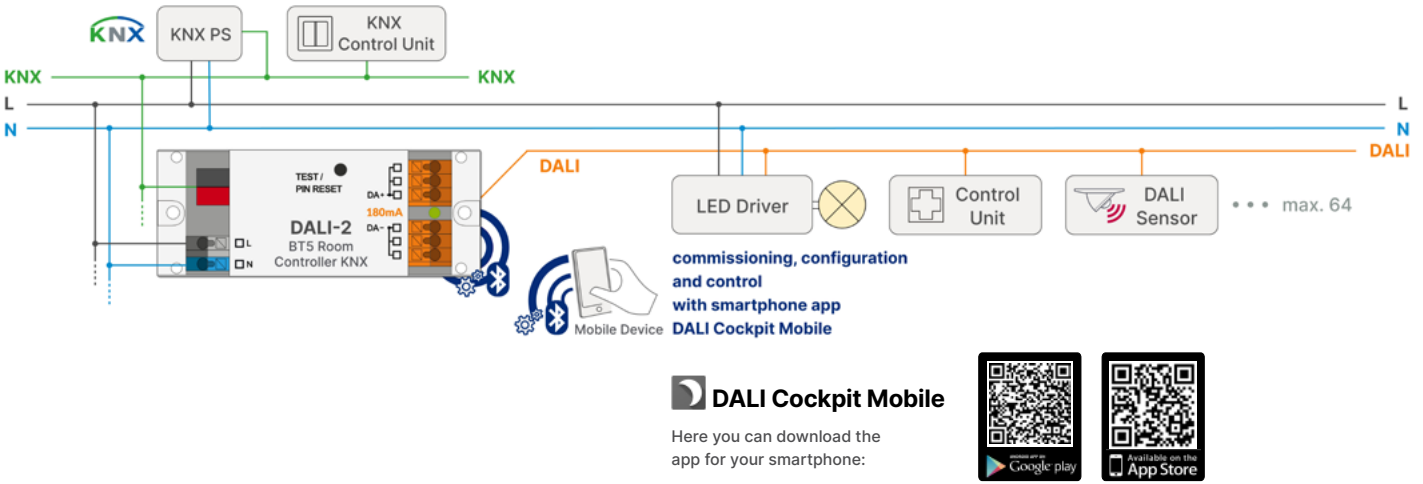 KNX
KNX PS
KNX
Control Unit
KNX
KNX
L
L
N
N
DALI
DALI
TEST /
PIN RESET
DA+
180mA
DA-
DALI-2
BT5 Room
Controller KNX
L
N
LED Driver
Control
Unit
DALI
Sensor
••• max. 64
Mobile Device
commissioning, configuration
and control
with smartphone app
DALI Cockpit Mobile
DALI Cockpit Mobile
Here you can download the
app for your smartphone:
ANDROID APP ON
Google play
Available on the
App Store